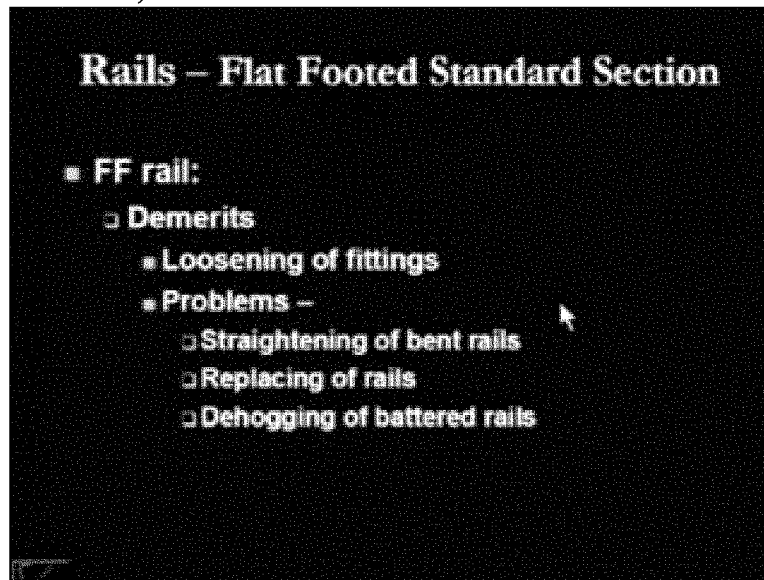 Rails – Flat Footed Standard Section
FF rail:
Demerits
Loosening of fittings
Problems –
Straightening of bent rails
Replacing of rails
Dehogging of battered rails